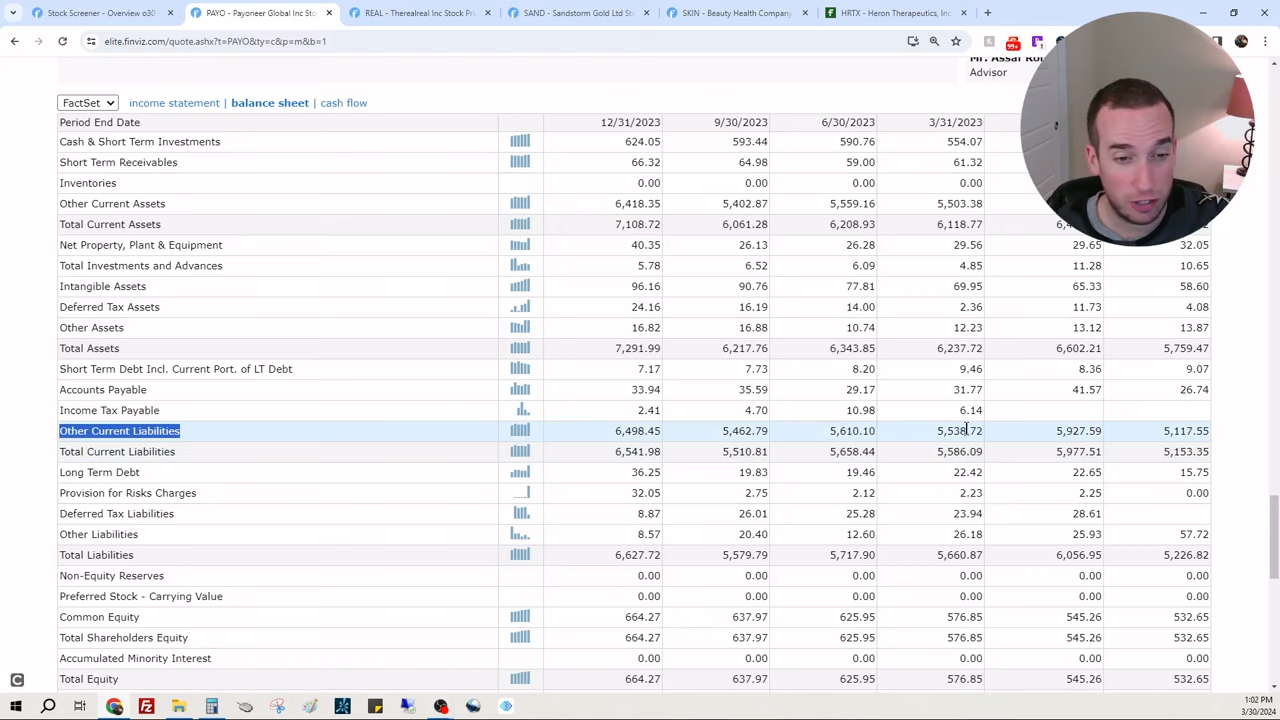 Stock Screener - Overview o30
PAYO - Payoneer Global Inc Sto
REAL - Therealreal Inc Stock Pri
SAND - Sandstorm Gold Ltd Sto
SKIN - Beauty Health Company
HRTX - Heron Therapeutics, Inc
elite.finviz.com/quote.ashx?t=PAYO&ty=c&p=m&b=1
99+
Mr. Assaf Ron
Advisor
FactSet income statement | balance sheet | cash flow
Period End Date 12/31/2023 9/30/2023 6/30/2023 3/31/2023
Cash & Short Term Investments 624.05 593.44 590.76 554.07
Short Term Receivables 66.32 64.98 59.00 61.32
Inventories 0.00 0.00 0.00 0.00
Other Current Assets 6,418.35 5,402.87 5,559.16 5,503.38
Total Current Assets 7,108.72 6,061.28 6,208.93 6,118.77
Net Property, Plant & Equipment 40.35 26.13 26.28 29.56 29.65 32.05
Total Investments and Advances 5.78 6.52 6.09 4.85 11.28 10.65
Intangible Assets 96.16 90.76 77.81 69.95 65.33 58.60
Deferred Tax Assets 24.16 16.19 14.00 2.36 11.73 4.08
Other Assets 16.82 16.88 10.74 12.23 13.12 13.87
Total Assets 7,291.99 6,217.76 6,343.85 6,237.72 6,602.21 5,759.47
Short Term Debt Incl. Current Port. of LT Debt 7.17 7.73 8.20 9.46 8.36 9.07
Accounts Payable 33.94 35.59 29.17 31.77 41.57 26.74
Income Tax Payable 2.41 4.70 10.98 6.14
Other Current Liabilities 6,498.45 5,462.79 5,610.10 5,538.72 5,927.59 5,117.55
Total Current Liabilities 6,541.98 5,510.81 5,658.44 5,586.09 5,977.51 5,153.35
Long Term Debt 36.25 19.83 19.46 22.42 22.65 15.75
Provision for Risks Charges 32.05 2.75 2.12 2.23 2.25 0.00
Deferred Tax Liabilities 8.87 26.01 25.28 23.94 28.61
Other Liabilities 8.57 20.40 12.60 26.18 25.93 57.72
Total Liabilities 6,627.72 5,579.79 5,717.90 5,660.87 6,056.95 5,226.82
Non-Equity Reserves 0.00 0.00 0.00 0.00 0.00 0.00
Preferred Stock - Carrying Value 0.00 0.00 0.00 0.00 0.00 0.00
Common Equity 664.27 637.97 625.95 576.85 545.26 532.65
Total Shareholders Equity 664.27 637.97 625.95 576.85 545.26 532.65
Accumulated Minority Interest 0.00 0.00 0.00 0.00 0.00 0.00
Total Equity 664.27 637.97 625.95 576.85 545.26 532.65
1:02 PM
3/30/2024